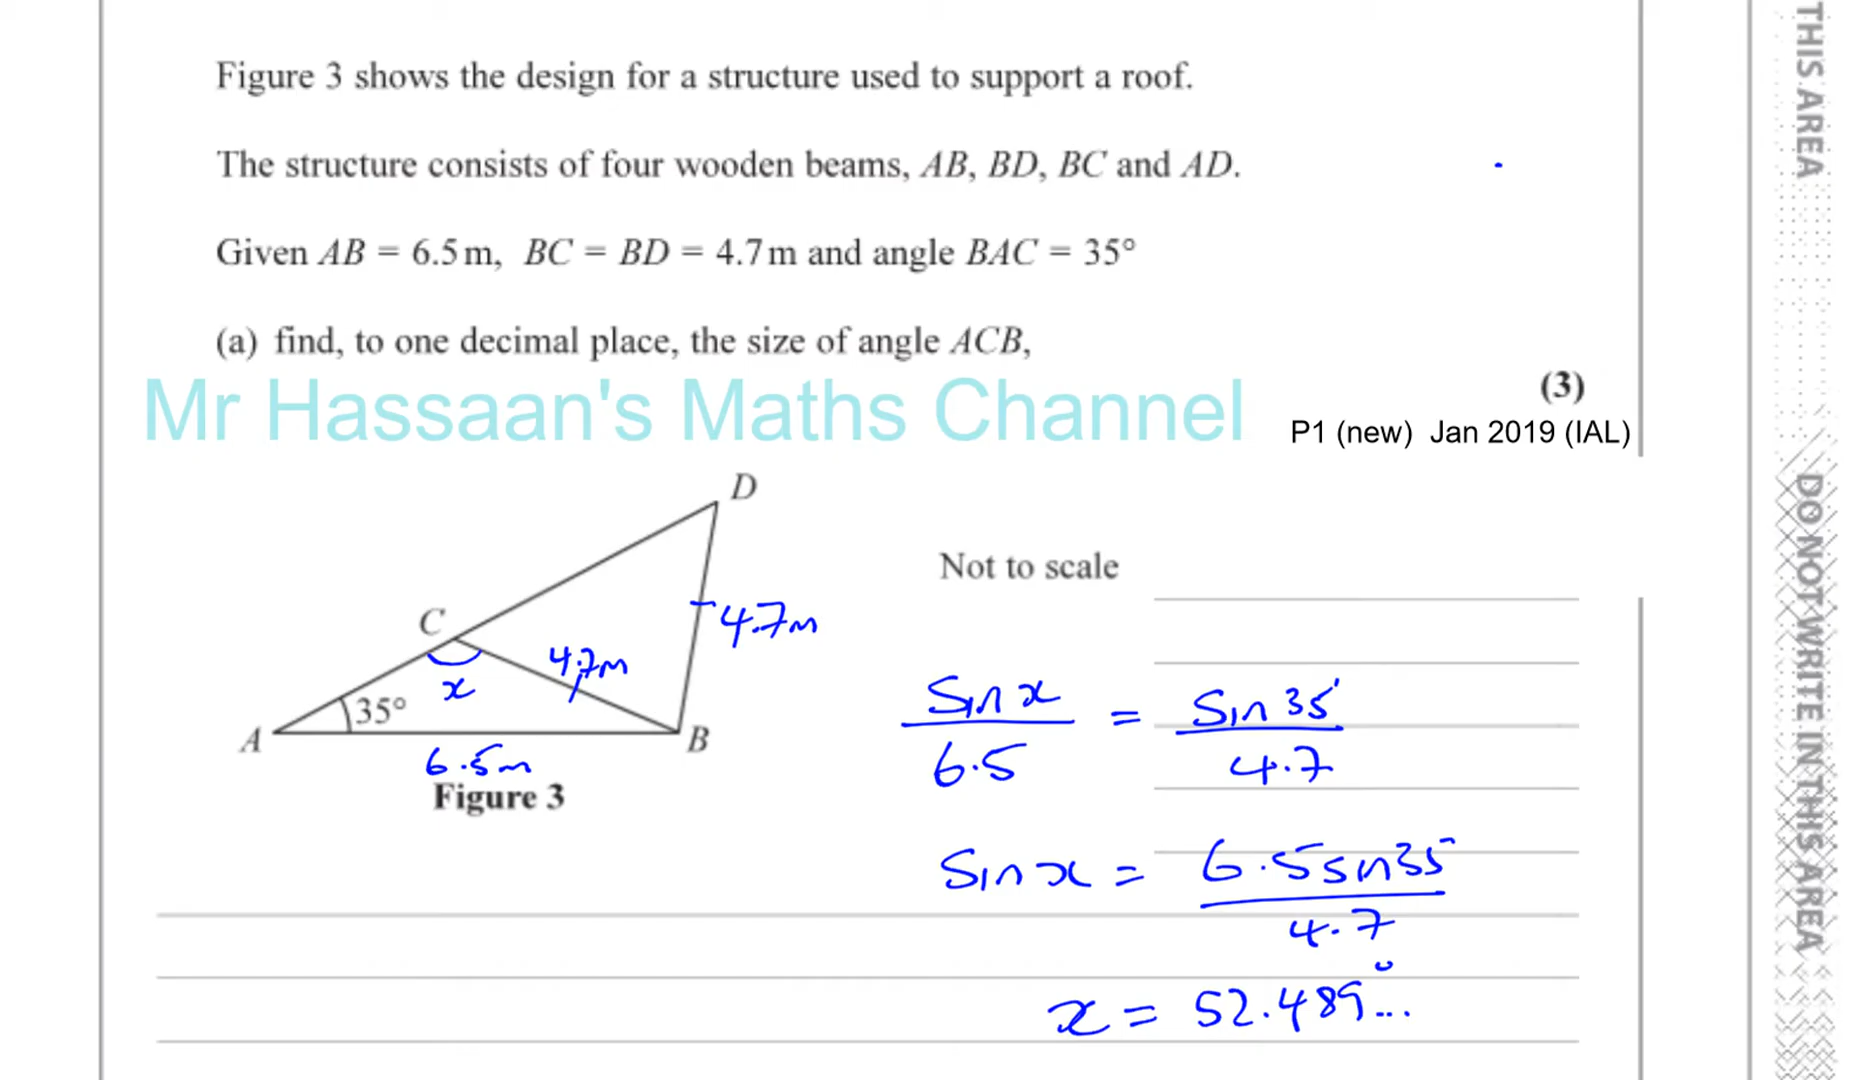 Figure 3 shows the design for a structure used to support a roof.
The structure consists of four wooden beams, AB, BD, BC and AD.
Given AB = 6.5 m, BC = BD = 4.7 m and angle BAC = 35°
(a) find, to one decimal place, the size of angle ACB,
(3)
Mr Hassaan's Maths Channel
P1 (new) Jan 2019 (IAL)
D
Not to scale
C
4.7m
4.7m
x
35°
A
B
6.5m
Figure 3
Sin x / 6.5 = Sin 35 / 4.7
Sin x = 6.5 sin 35 / 4.7
x = 52.489...°
THIS AREA
DO NOT WRITE IN THIS AREA